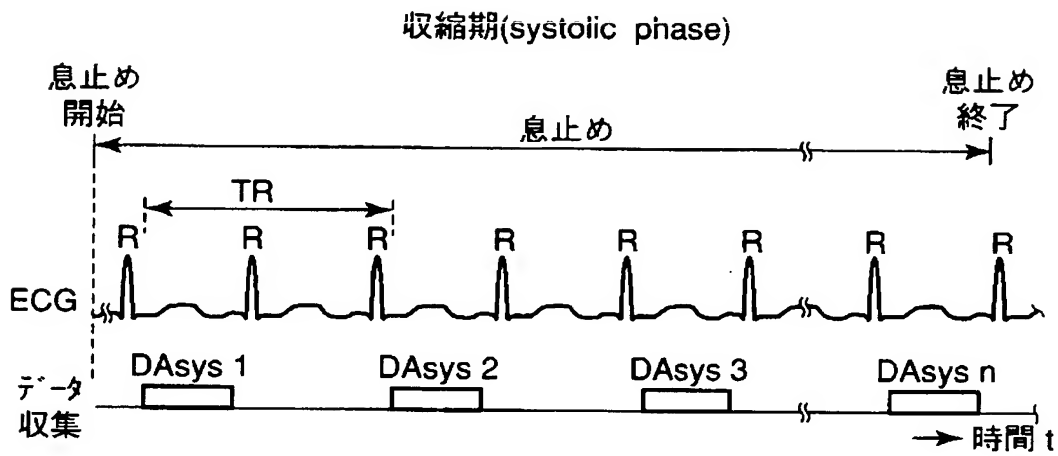 収縮期(systolic phase)
息止め
開始
息止め
終了
息止め
TR
R R R R R R R R
ECG
DAsys 1 DAsys 2 DAsys 3 DAsys n
データ
収集
時間 t